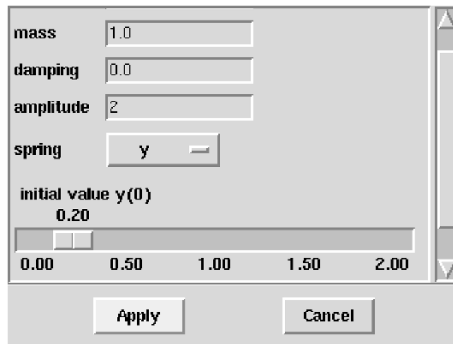 mass 1.0
damping 0.0
amplitude 2
spring y
initial value y(0)
0.20
0.00 0.50 1.00 1.50 2.00
Apply Cancel